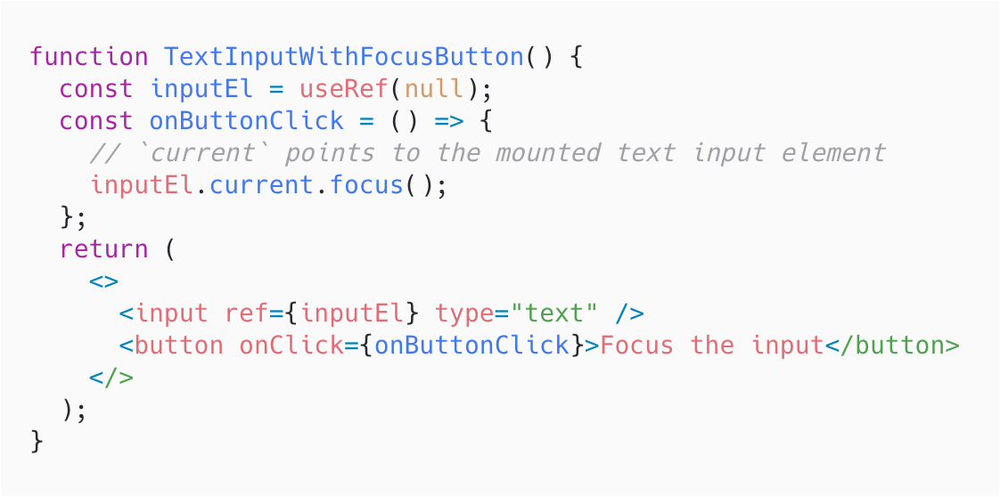 function TextInputWithFocusButton() {
  const inputEl = useRef(null);
  const onButtonClick = () => {
    // `current` points to the mounted text input element
    inputEl.current.focus();
  };
  return (
    <>
      <input ref={inputEl} type="text" />
      <button onClick={onButtonClick}>Focus the input</button>
    </>
  );
}